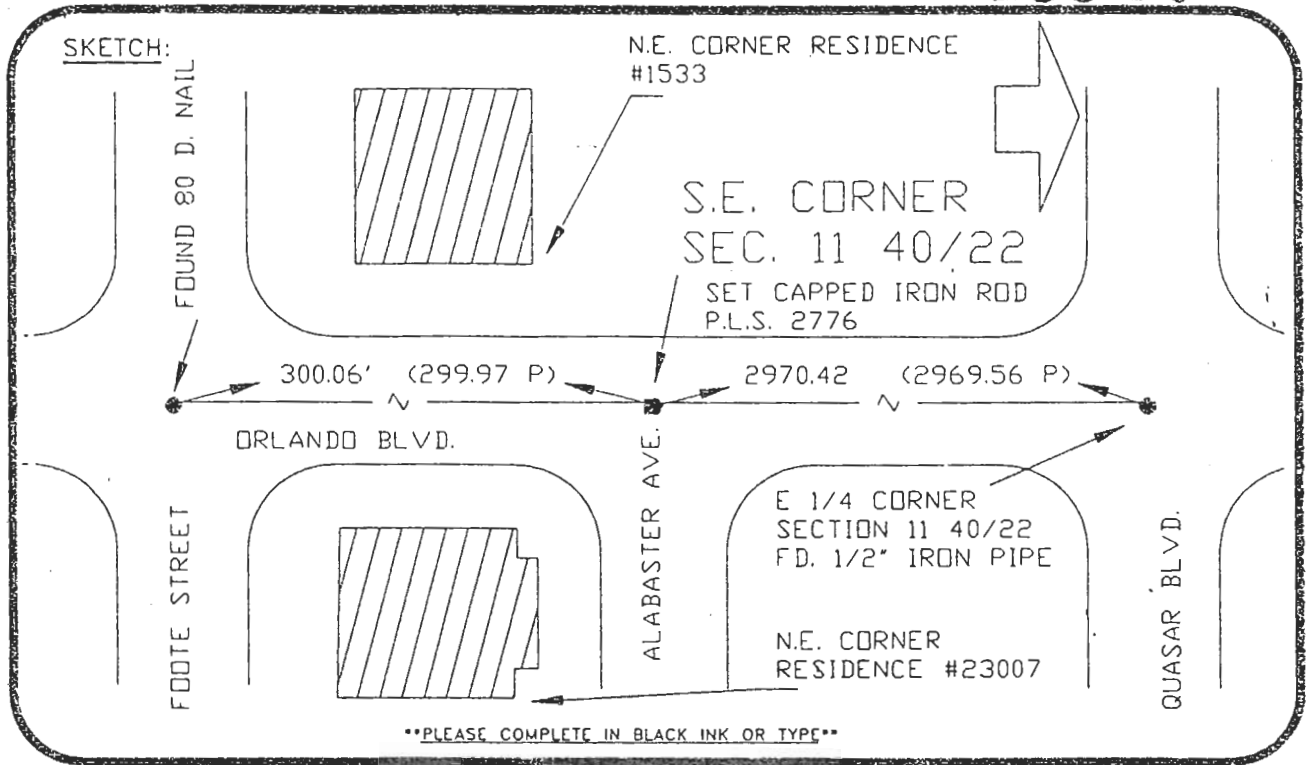 SKETCH:
FOUND 80 D. NAIL
N.E. CORNER RESIDENCE
#1533
S.E. CORNER
SEC. 11 40/22
SET CAPPED IRON ROD
P.L.S. 2776
300.06' (299.97 P)
2970.42 (2969.56 P)
ORLANDO BLVD.
FOOTE STREET
ALABASTER AVE.
E 1/4 CORNER
SECTION 11 40/22
FD. 1/2" IRON PIPE
N.E. CORNER
RESIDENCE #23007
QUASAR BLVD.
**PLEASE COMPLETE IN BLACK INK OR TYPE**